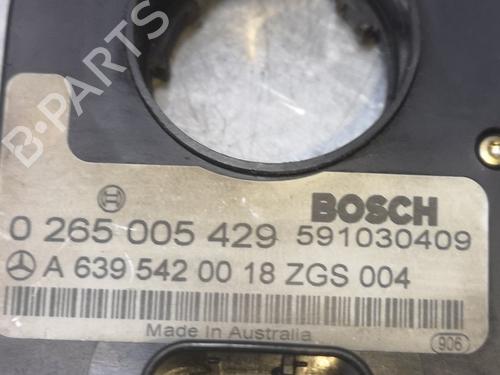 B-PARTS
BOSCH
0 265 005 429 591030409
A 639 542 00 18 ZGS 004
Made In Australia
906